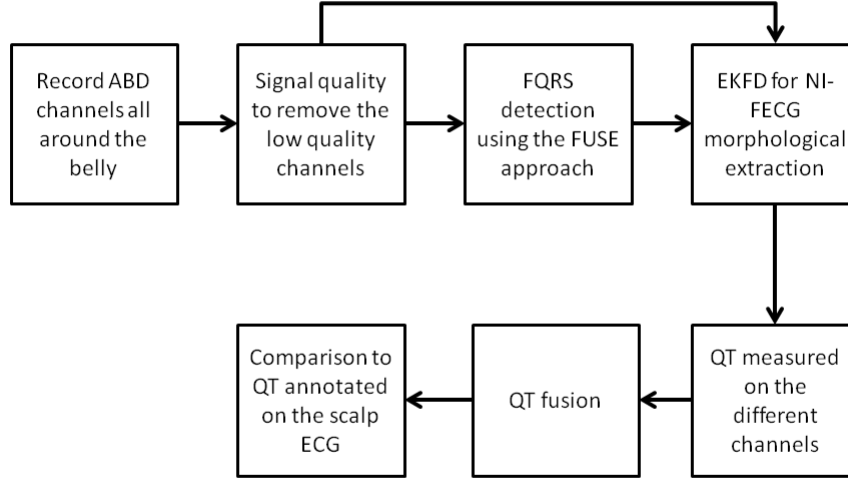 Record ABD
channels all
around the
belly
Signal quality
to remove the
low quality
channels
FQRS
detection
using the FUSE
approach
EKFD for NI-
FECG
morphological
extraction
QT measured
on the
different
channels
QT fusion
Comparison to
QT annotated
on the scalp
ECG